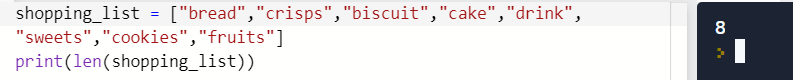 shopping_list = ["bread","crisps","biscuit","cake","drink",
"sweets","cookies","fruits"]
print(len(shopping_list))
8
>